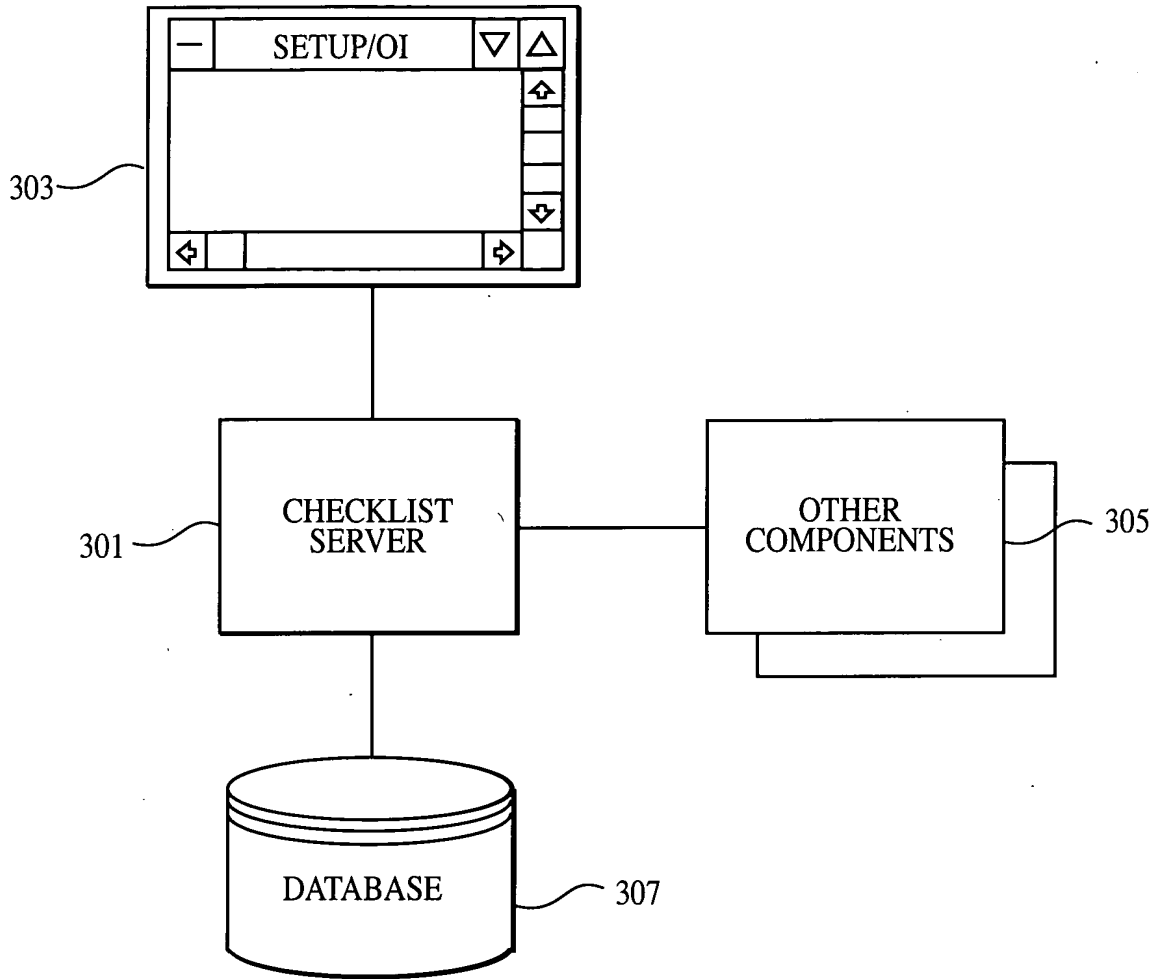 SETUP/OI
303
CHECKLIST
SERVER
301
OTHER
COMPONENTS
305
DATABASE
307